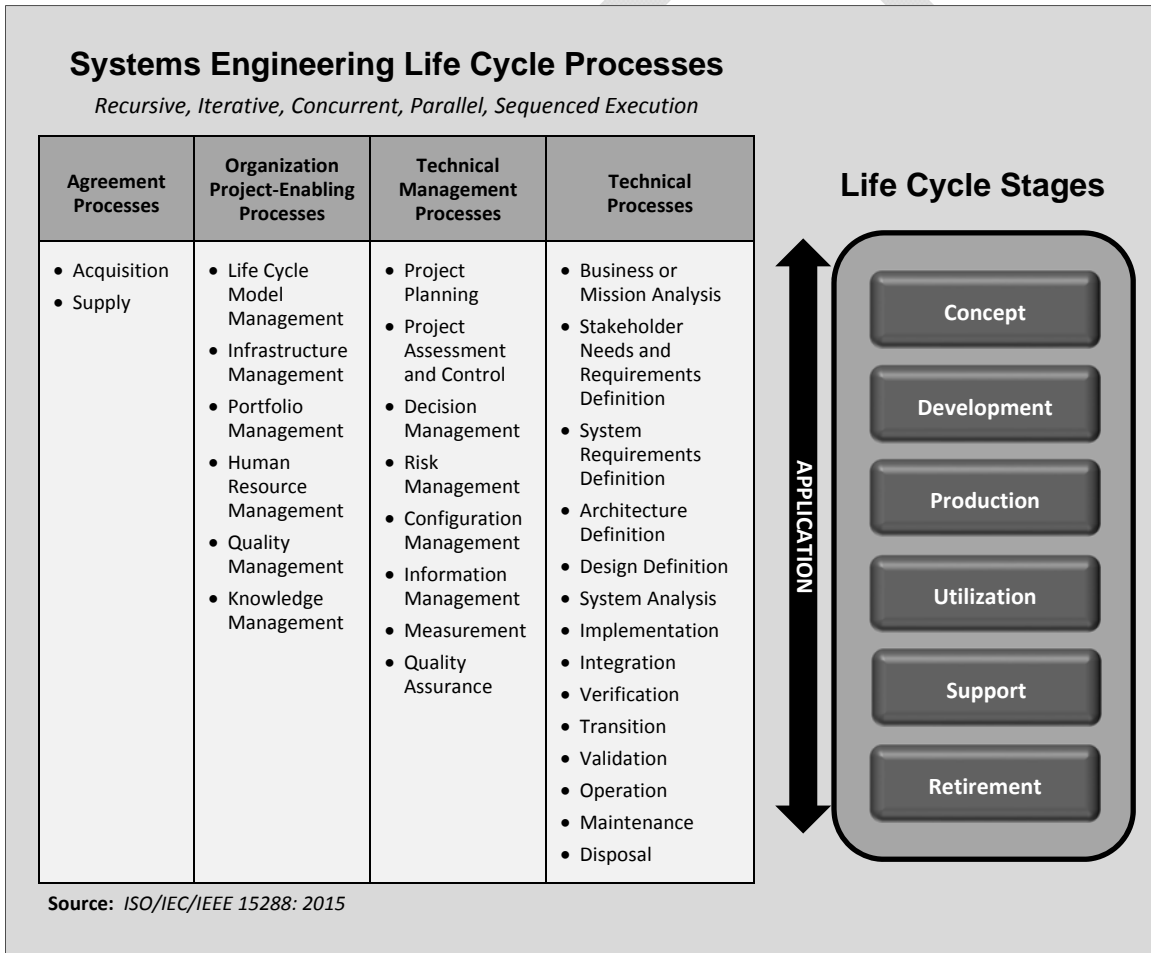 Systems Engineering Life Cycle Processes
Recursive, Iterative, Concurrent, Parallel, Sequenced Execution
Agreement
Processes
• Acquisition
• Supply
Organization
Project-Enabling
Processes
• Life Cycle
Model
Management
• Infrastructure
Management
• Portfolio
Management
• Human
Resource
Management
• Quality
Management
• Knowledge
Management
Technical
Management
Processes
• Project
Planning
• Project
Assessment
and Control
• Decision
Management
• Risk
Management
• Configuration
Management
• Information
Management
• Measurement
• Quality
Assurance
Technical
Processes
• Business or
Mission Analysis
• Stakeholder
Needs and
Requirements
Definition
• System
Requirements
Definition
• Architecture
Definition
• Design Definition
• System Analysis
• Implementation
• Integration
• Verification
• Transition
• Validation
• Operation
• Maintenance
• Disposal
Source: ISO/IEC/IEEE 15288: 2015
APPLICATION
Life Cycle Stages
Concept
Development
Production
Utilization
Support
Retirement